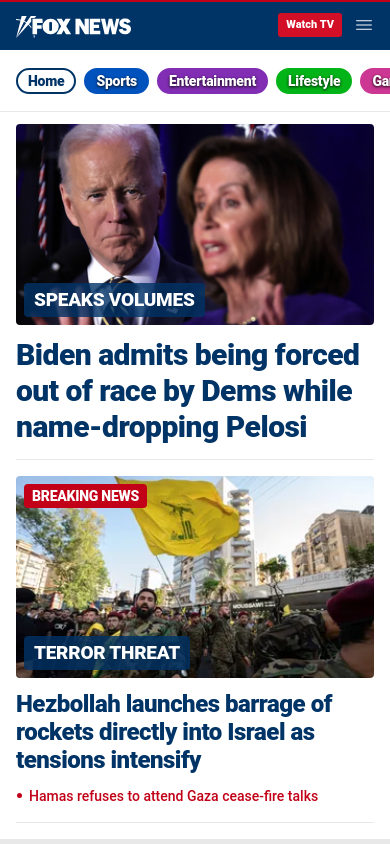 FOX NEWS
Watch TV
Home
Sports
Entertainment
Lifestyle
SPEAKS VOLUMES
Biden admits being forced
out of race by Dems while
name-dropping Pelosi
BREAKING NEWS
TERROR THREAT
Hezbollah launches barrage of
rockets directly into Israel as
tensions intensify
• Hamas refuses to attend Gaza cease-fire talks